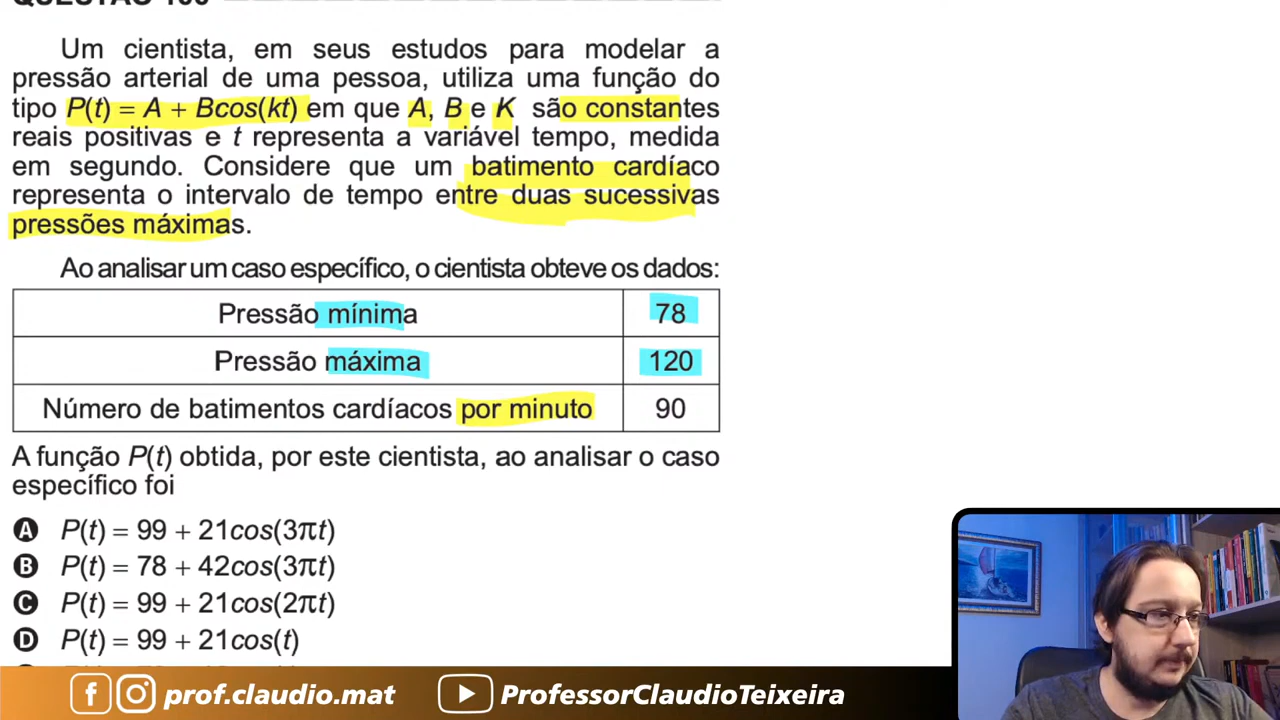 Um cientista, em seus estudos para modelar a
pressão arterial de uma pessoa, utiliza uma função do
tipo P(t) = A + Bcos(kt) em que A, B e K são constantes
reais positivas e t representa a variável tempo, medida
em segundo. Considere que um batimento cardíaco
representa o intervalo de tempo entre duas sucessivas
pressões máximas.
Ao analisar um caso específico, o cientista obteve os dados:
Pressão mínima 78
Pressão máxima 120
Número de batimentos cardíacos por minuto 90
A função P(t) obtida, por este cientista, ao analisar o caso
específico foi
A P(t) = 99 + 21cos(3πt)
B P(t) = 78 + 42cos(3πt)
C P(t) = 99 + 21cos(2πt)
D P(t) = 99 + 21cos(t)
prof.claudio.mat ProfessorClaudioTeixeira